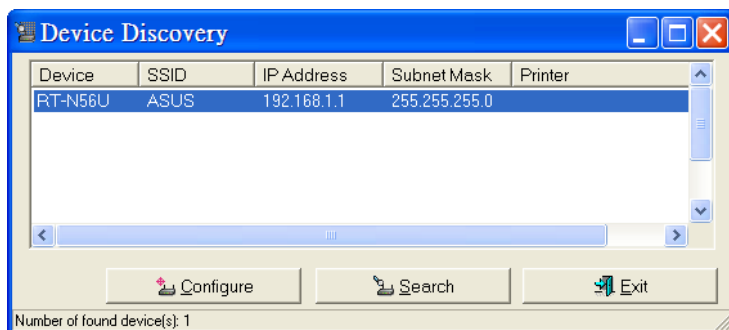 Device Discovery
Device SSID IP Address Subnet Mask Printer
RT-N56U ASUS 192.168.1.1 255.255.255.0
Configure Search Exit
Number of found device(s): 1